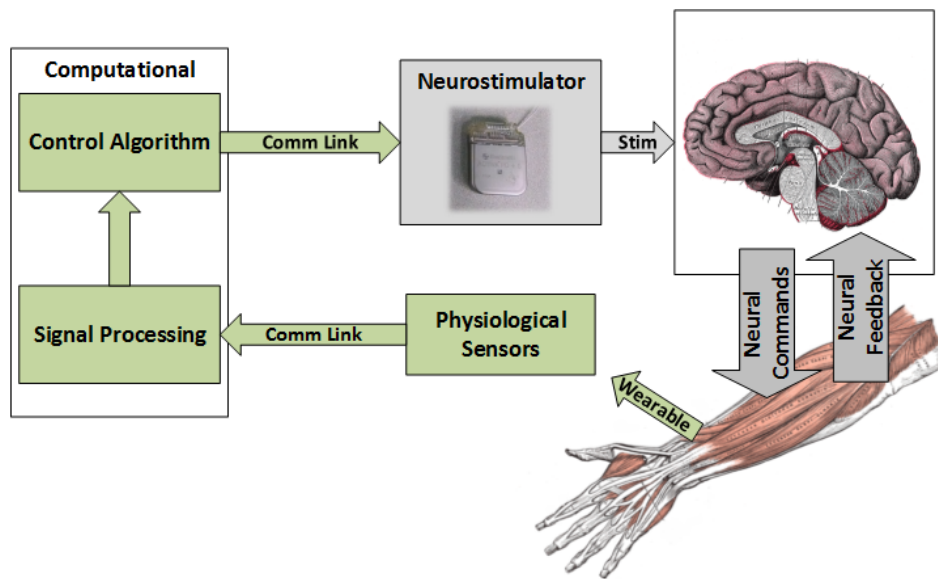 Computational
Control Algorithm
Comm Link
Neurostimulator
Stim
Signal Processing
Comm Link
Physiological
Sensors
Wearable
Neural
Commands
Neural
Feedback